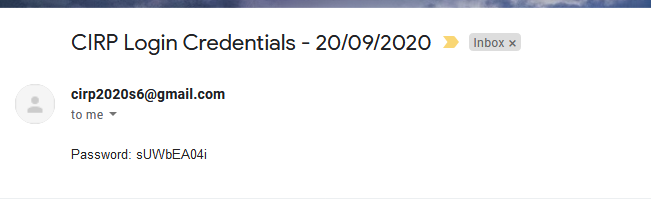 CIRP Login Credentials - 20/09/2020 Inbox ×
cirp2020s6@gmail.com
to me
Password: sUWbEA04i